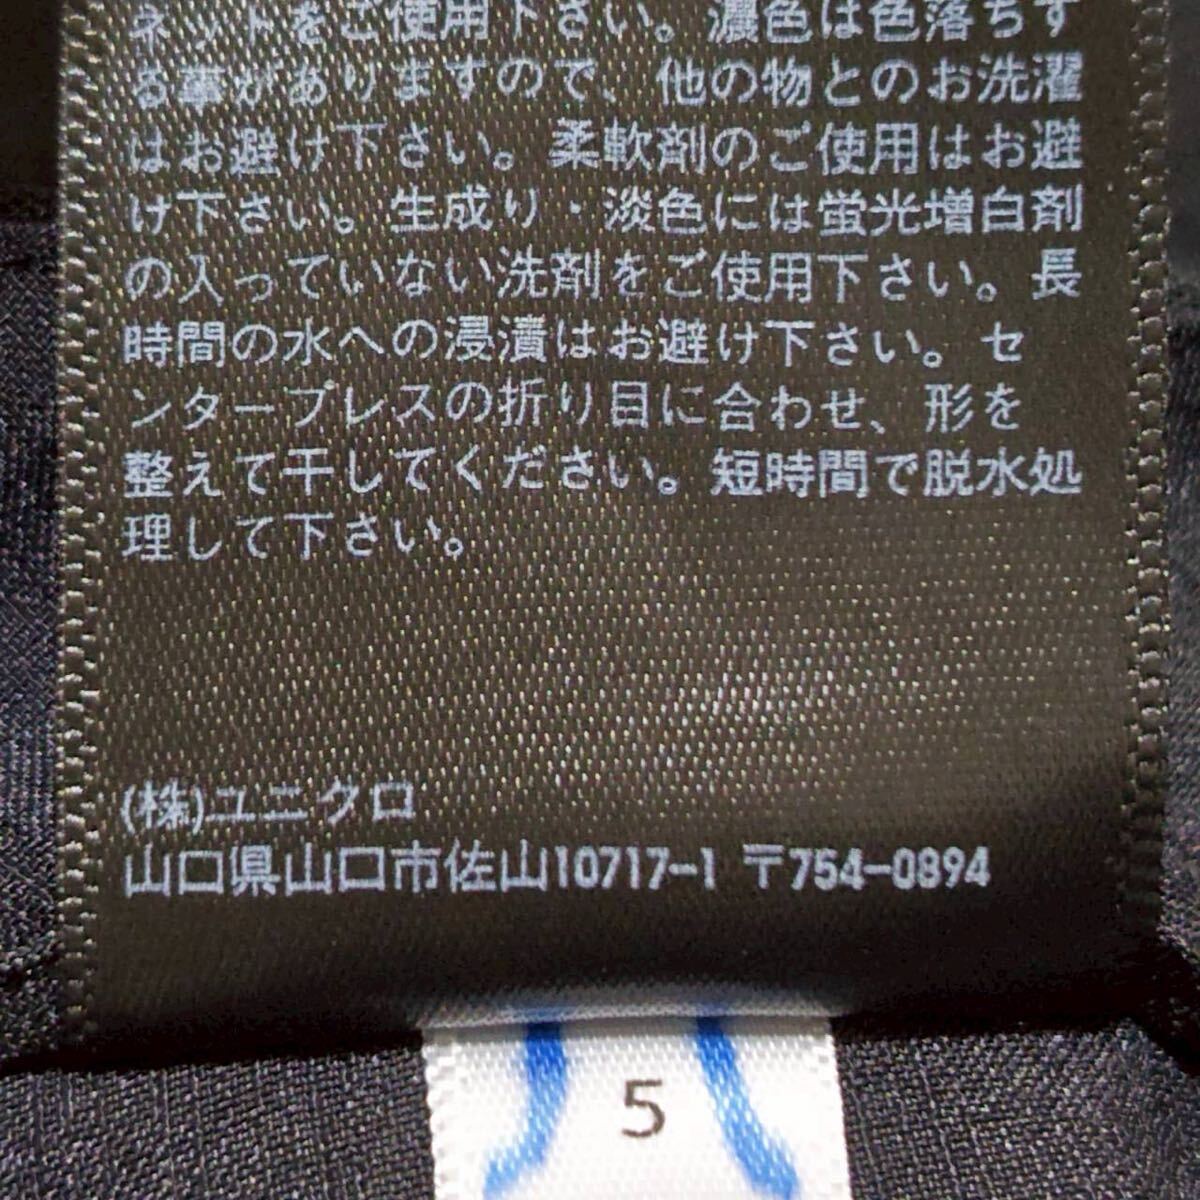 ネットをご使用下さい。濃色は色落ちす
る事がありますので、他の物とのお洗濯
はお避け下さい。柔軟剤のご使用はお避
け下さい。生成り・淡色には蛍光増白剤
の入っていない洗剤をご使用下さい。長
時間の水への浸漬はお避け下さい。セ
ンタープレスの折り目に合わせ、形を
整えて干してください。短時間で脱水処
理して下さい。
(株)ユニクロ
山口県山口市佐山10717-1 〒754-0894
5